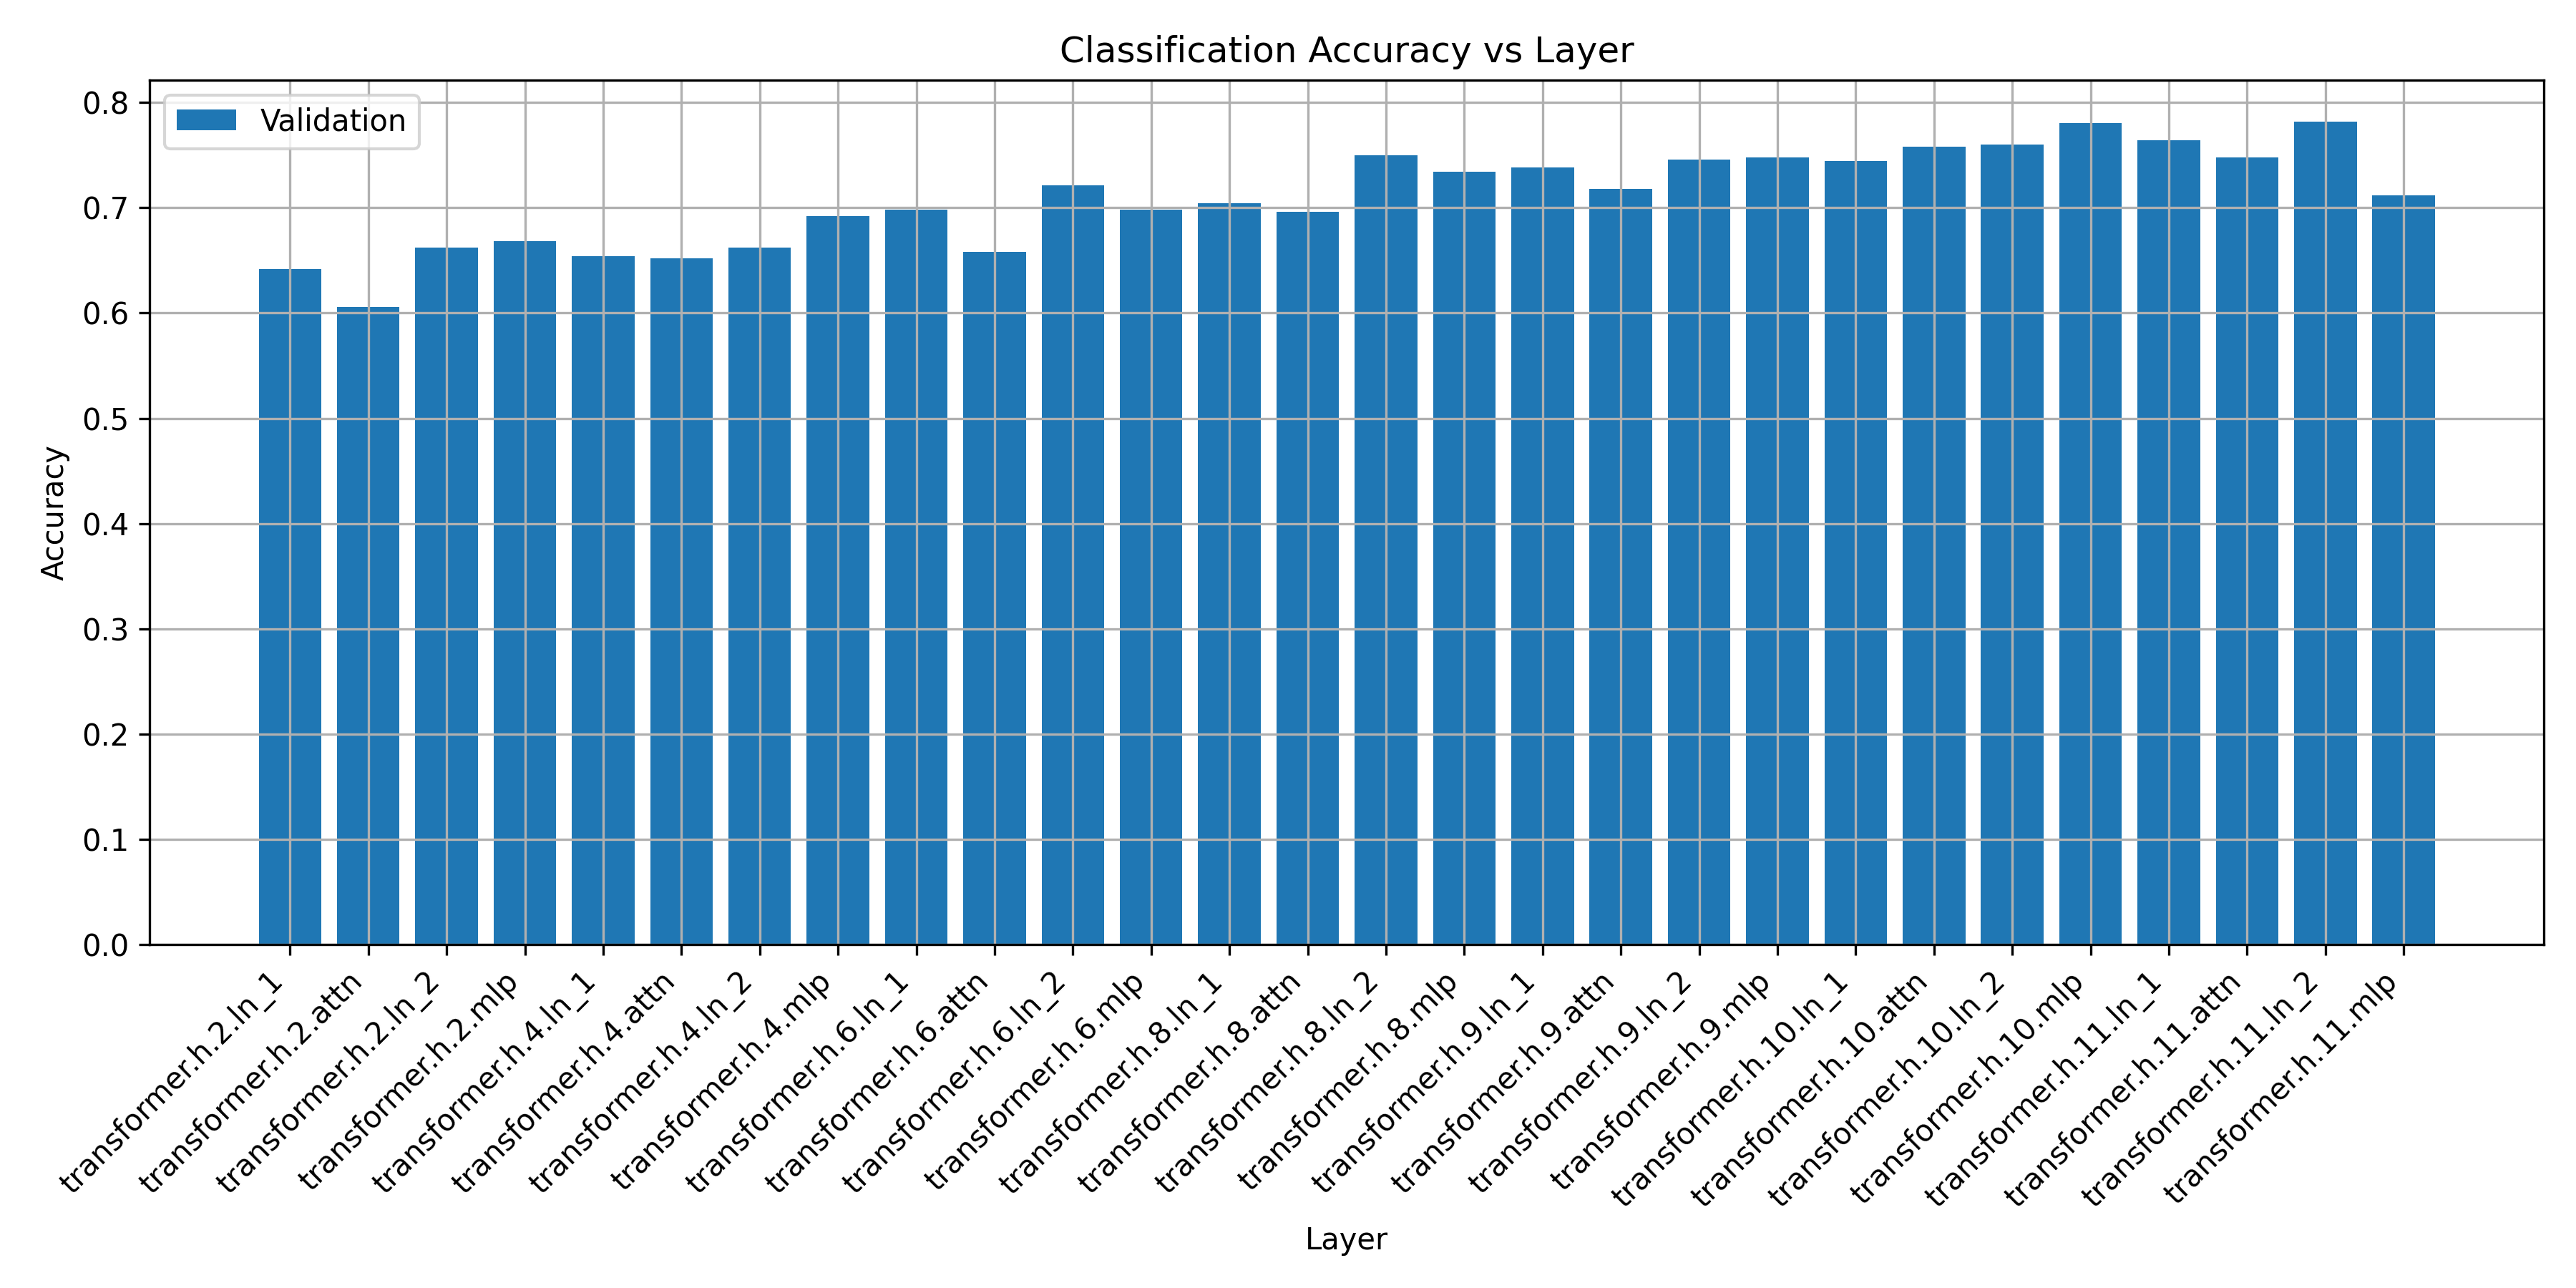 Classification Accuracy vs Layer
Validation
Accuracy
0.8
0.7
0.6
0.5
0.4
0.3
0.2
0.1
0.0
transformer.h.2.ln_1
transformer.h.2.attn
transformer.h.2.ln_2
transformer.h.2.mlp
transformer.h.4.ln_1
transformer.h.4.attn
transformer.h.4.ln_2
transformer.h.4.mlp
transformer.h.6.ln_1
transformer.h.6.attn
transformer.h.6.ln_2
transformer.h.6.mlp
transformer.h.8.ln_1
transformer.h.8.attn
transformer.h.8.ln_2
transformer.h.8.mlp
transformer.h.9.ln_1
transformer.h.9.attn
transformer.h.9.ln_2
transformer.h.9.mlp
transformer.h.10.ln_1
transformer.h.10.attn
transformer.h.10.ln_2
transformer.h.10.mlp
transformer.h.11.ln_1
transformer.h.11.attn
transformer.h.11.ln_2
transformer.h.11.mlp
Layer